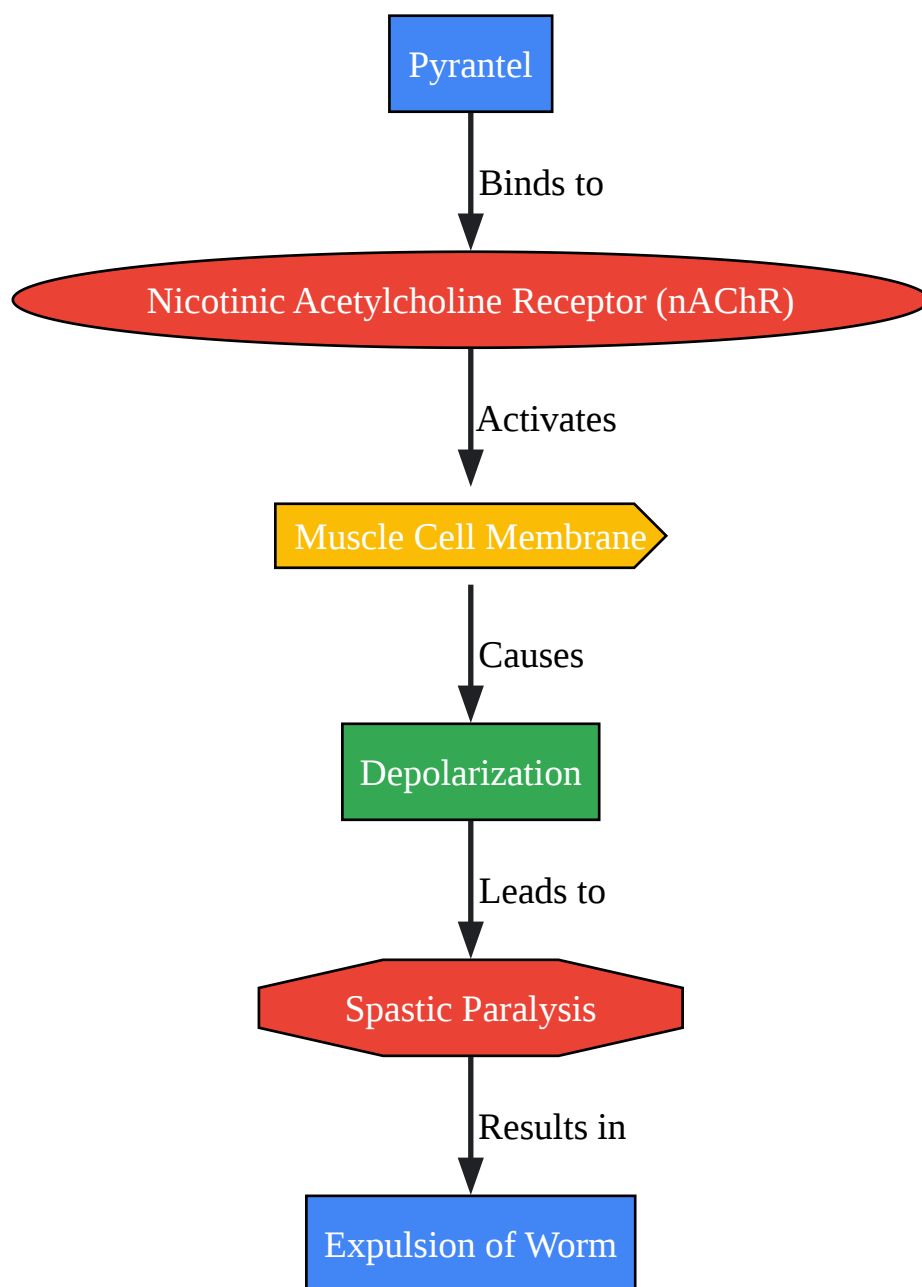 Pyrantel
Binds to
Nicotinic Acetylcholine Receptor (nAChR)
Activates
Muscle Cell Membrane
Causes
Depolarization
Leads to
Spastic Paralysis
Results in
Expulsion of Worm